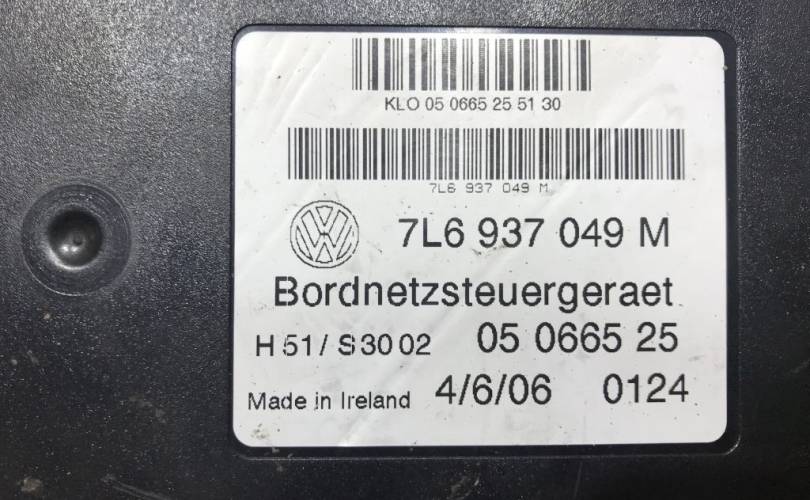 KLO 05 0665 25 51 30
7L6 937 049 M
7L6 937 049 M
Bordnetzsteuergeraet
H 51 / S 30 02 05 0665 25
Made in Ireland 4/6/06 0124